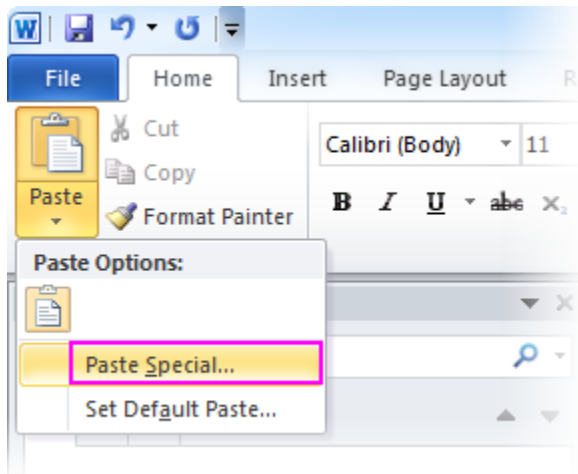 W
File Home Insert Page Layout R
Cut
Calibri (Body) 11
Copy
Paste
Format Painter
B I U abc X₂
Paste Options:
Paste Special...
Set Default Paste...